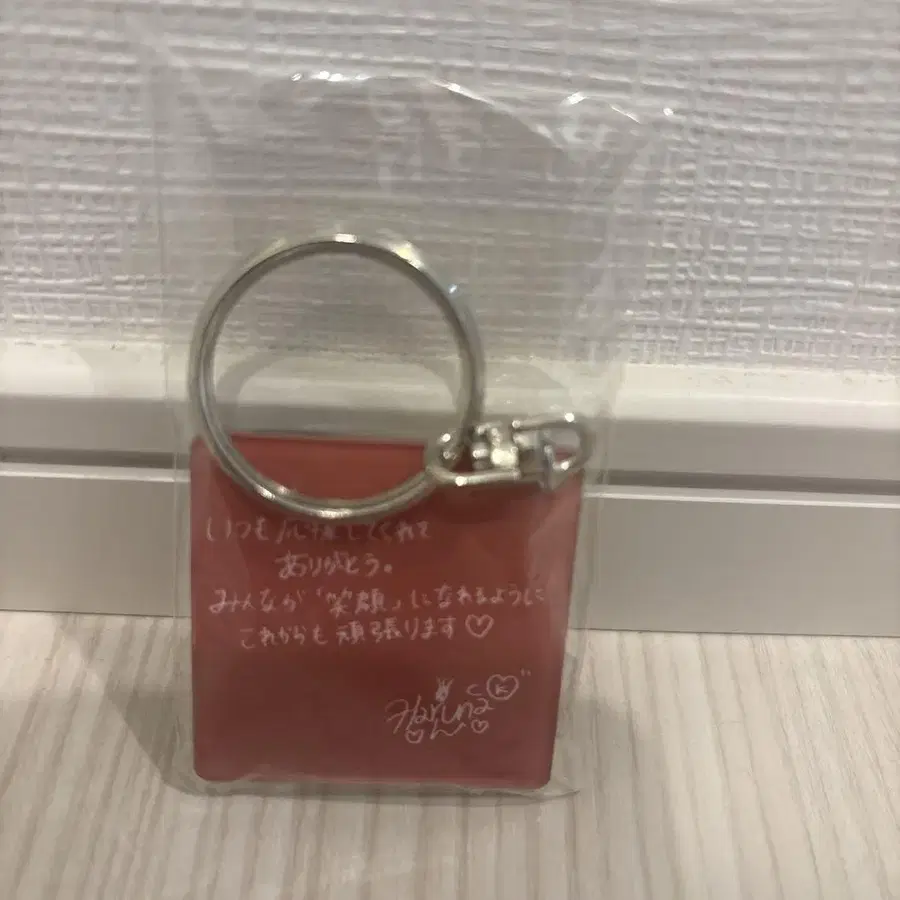 いつも応援してくれて
ありがとう。
みんなが「笑顔」になれるように
これからも頑張ります♡
Haruna